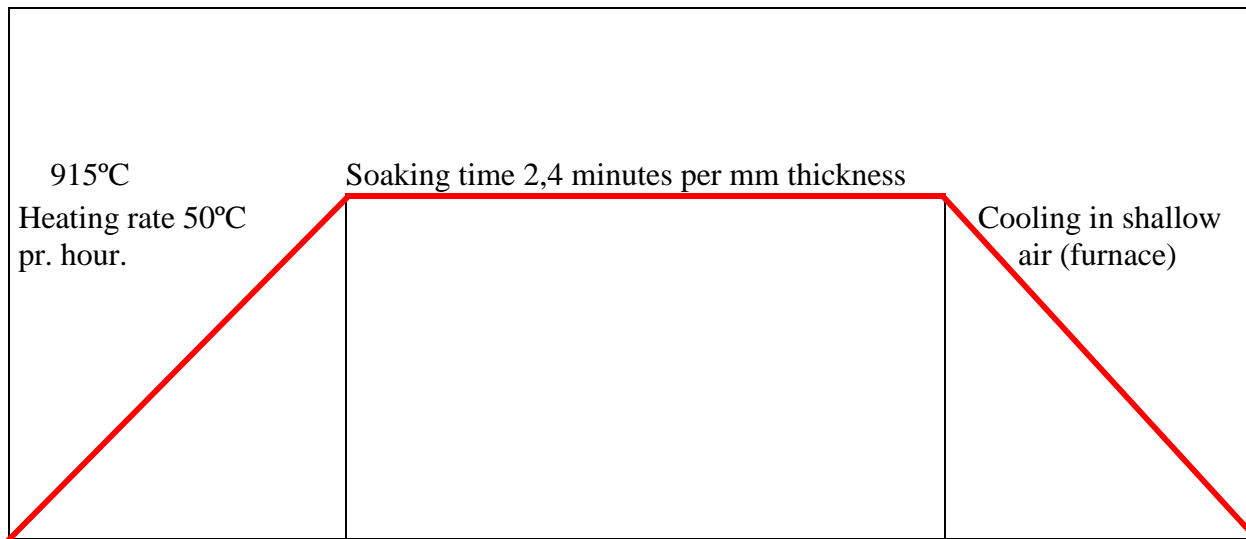 915ºC
Soaking time 2,4 minutes per mm thickness
Heating rate 50ºC
pr. hour.
Cooling in shallow
air (furnace)